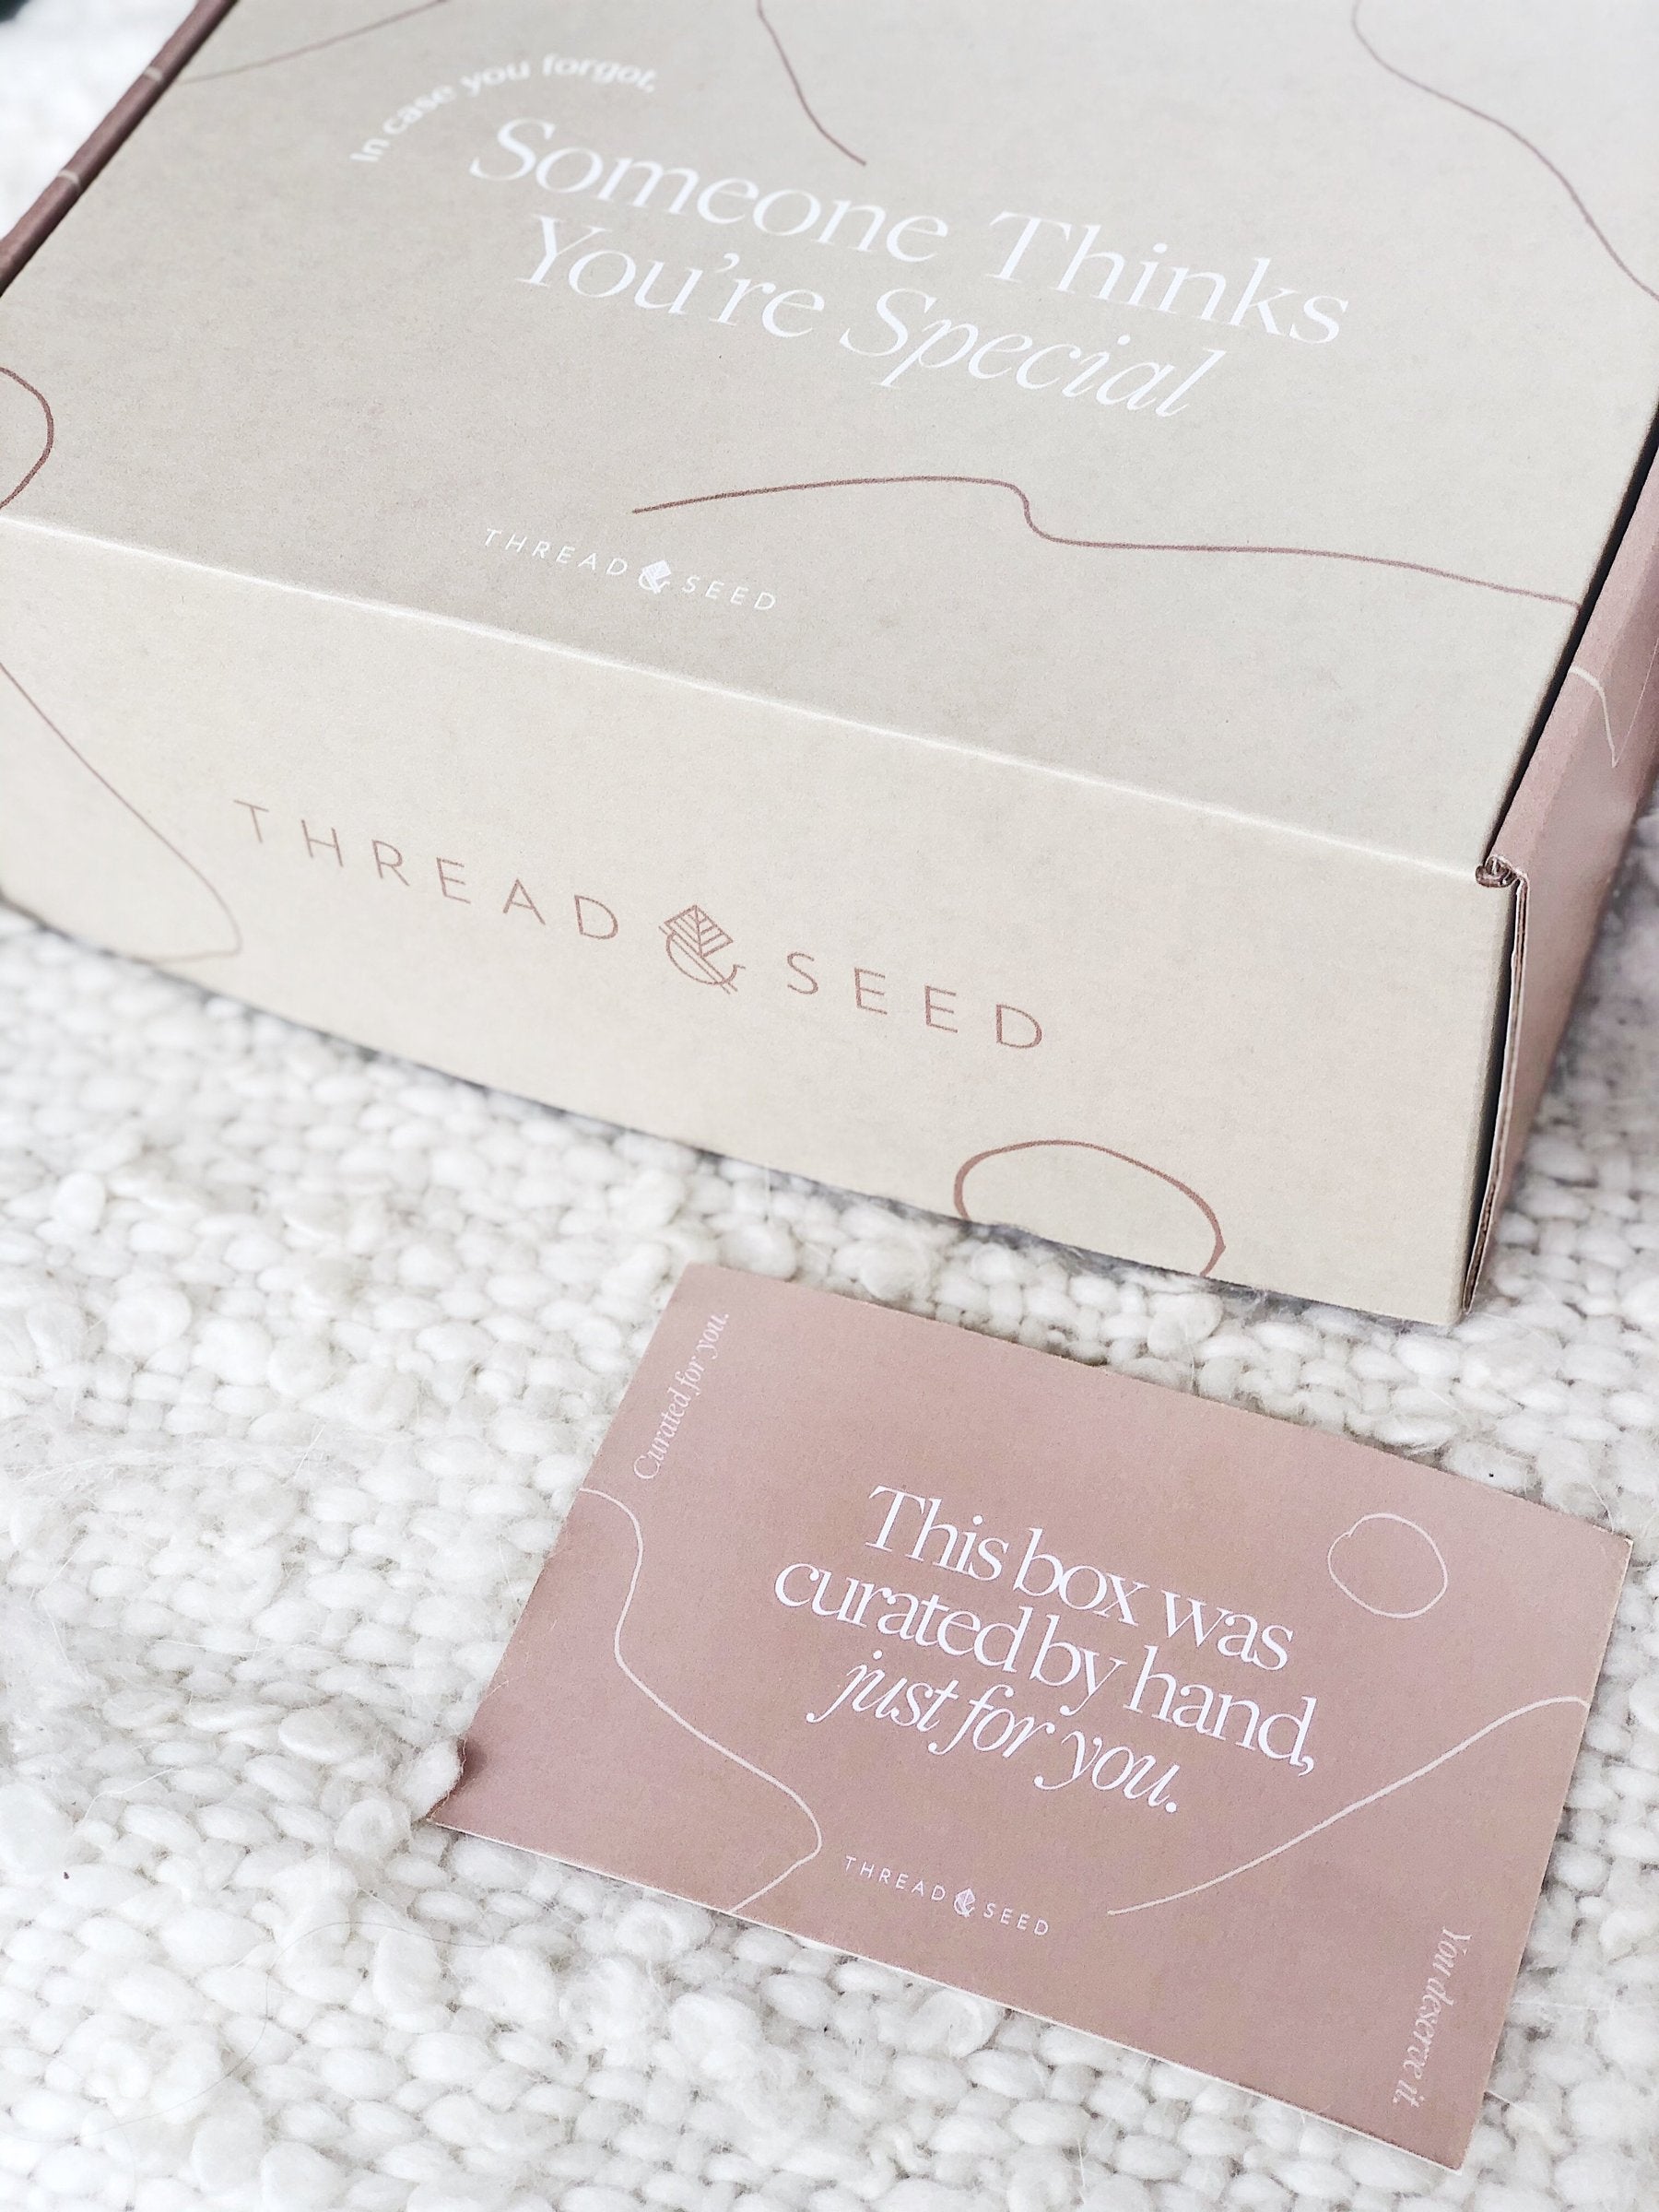 In case you forgot,
Someone Thinks
You're Special
THREAD & SEED
THREAD & SEED
Curated for you.
This box was
curated by hand,
just for you.
THREAD & SEED
You deserve it.